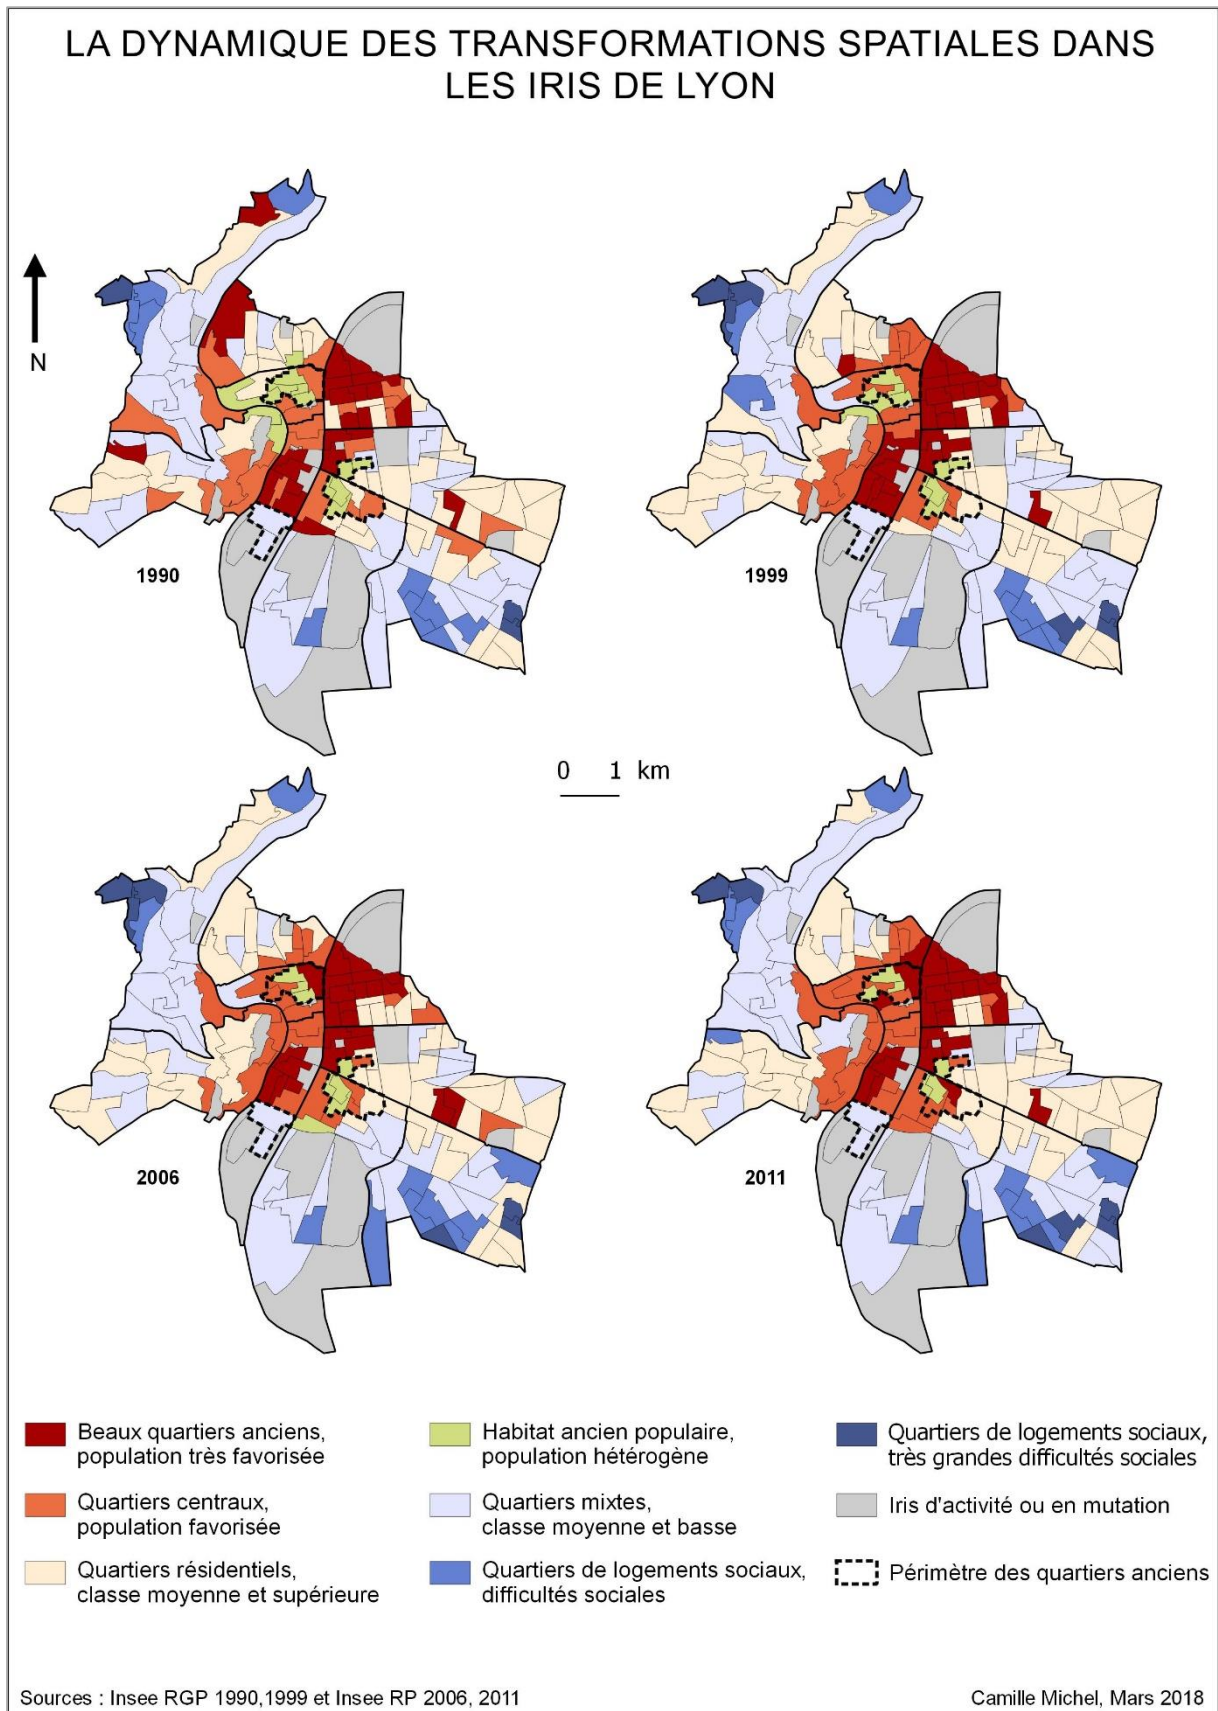 LA DYNAMIQUE DES TRANSFORMATIONS SPATIALES DANS
LES IRIS DE LYON
N
1990
1999
0 1 km
2006
2011
Beaux quartiers anciens,
population très favorisée
Quartiers centraux,
population favorisée
Quartiers résidentiels,
classe moyenne et supérieure
Habitat ancien populaire,
population hétérogène
Quartiers mixtes,
classe moyenne et basse
Quartiers de logements sociaux,
difficultés sociales
Quartiers de logements sociaux,
très grandes difficultés sociales
Iris d'activité ou en mutation
Périmètre des quartiers anciens
Sources : Insee RGP 1990,1999 et Insee RP 2006, 2011
Camille Michel, Mars 2018